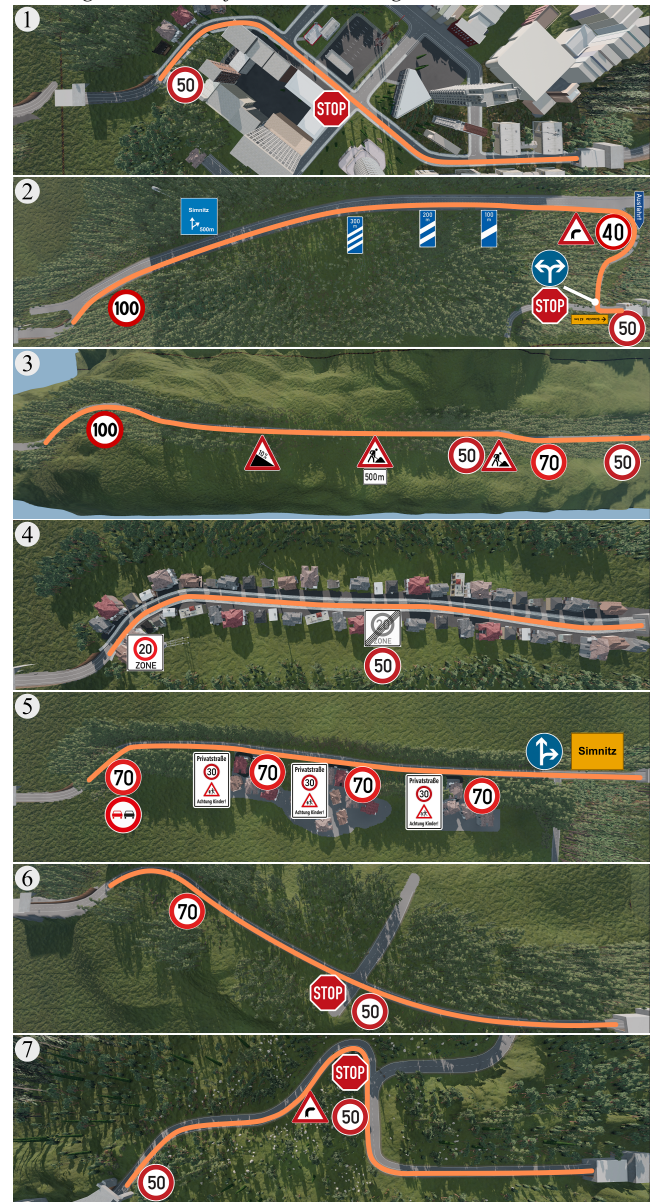 1
50
STOP
2
Simnitz
500m
300
m
200
m
100
m
Ausfahrt
40
100
STOP
50
3
100
10%
500m
50
70
50
4
20
ZONE
20
ZONE
50
5
70
Privatstraße
30
Achtung Kinder!
70
Privatstraße
30
Achtung Kinder!
70
Privatstraße
30
Achtung Kinder!
70
Simnitz
6
70
STOP
50
7
STOP
50
50